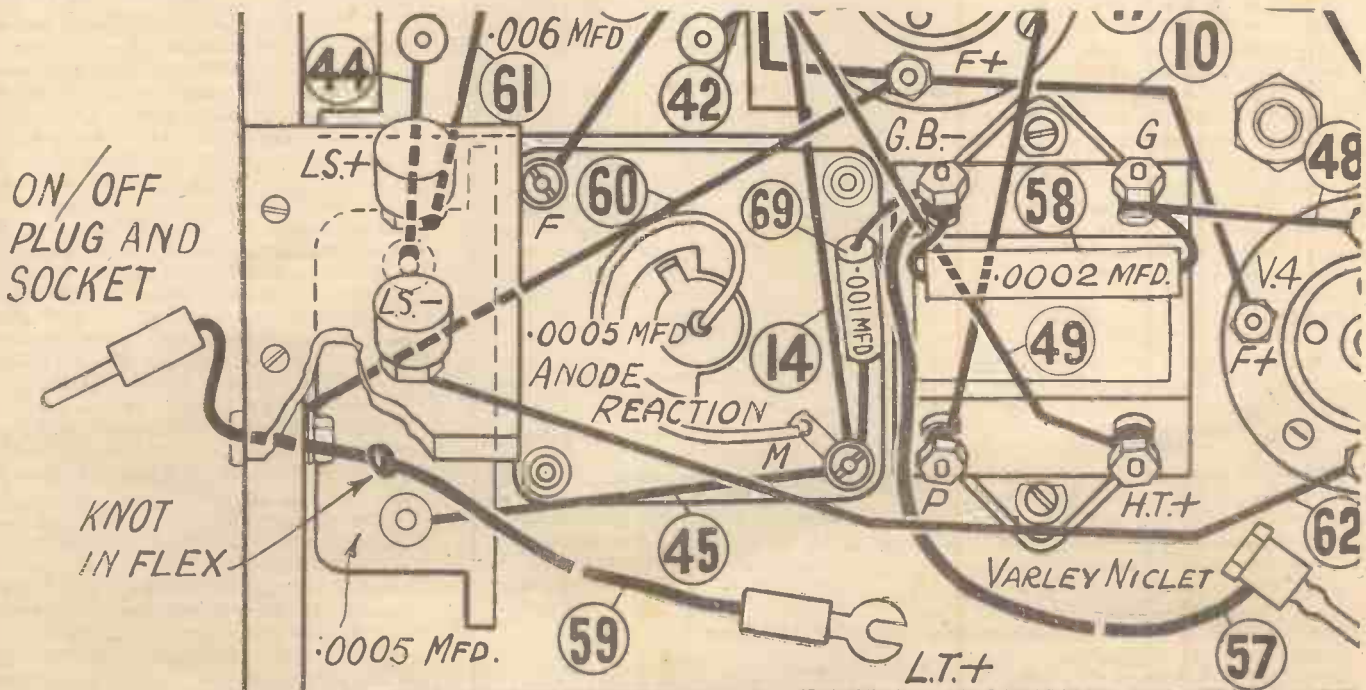 44
.006 MFD
61
42
F+
10
ON/OFF
PLUG AND
SOCKET
LS.+
F
60
69
G.B.-
58
G
48
LS.-
.0005 MFD
ANODE
REACTION
14
.001 MFD
.0002 MFD.
49
V.4
F+
M
P
H.T.+
KNOT
IN FLEX
45
VARLEY NICLET
62
.0005 MFD.
59
L.T.+
57